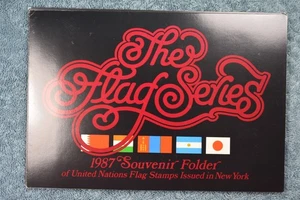 The
Flag Series
1987 Souvenir Folder
of United Nations Flag Stamps Issued in New York